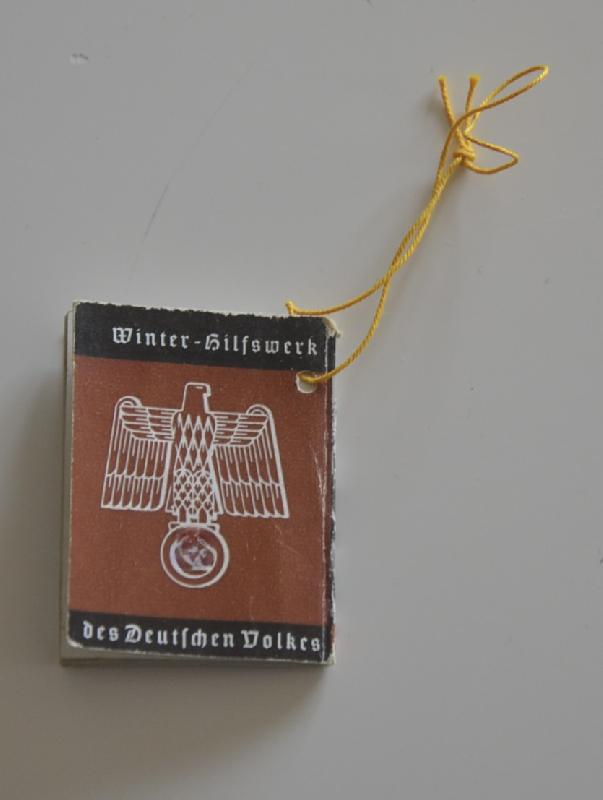 Winter-Hilfswerk
des Deutschen Volkes